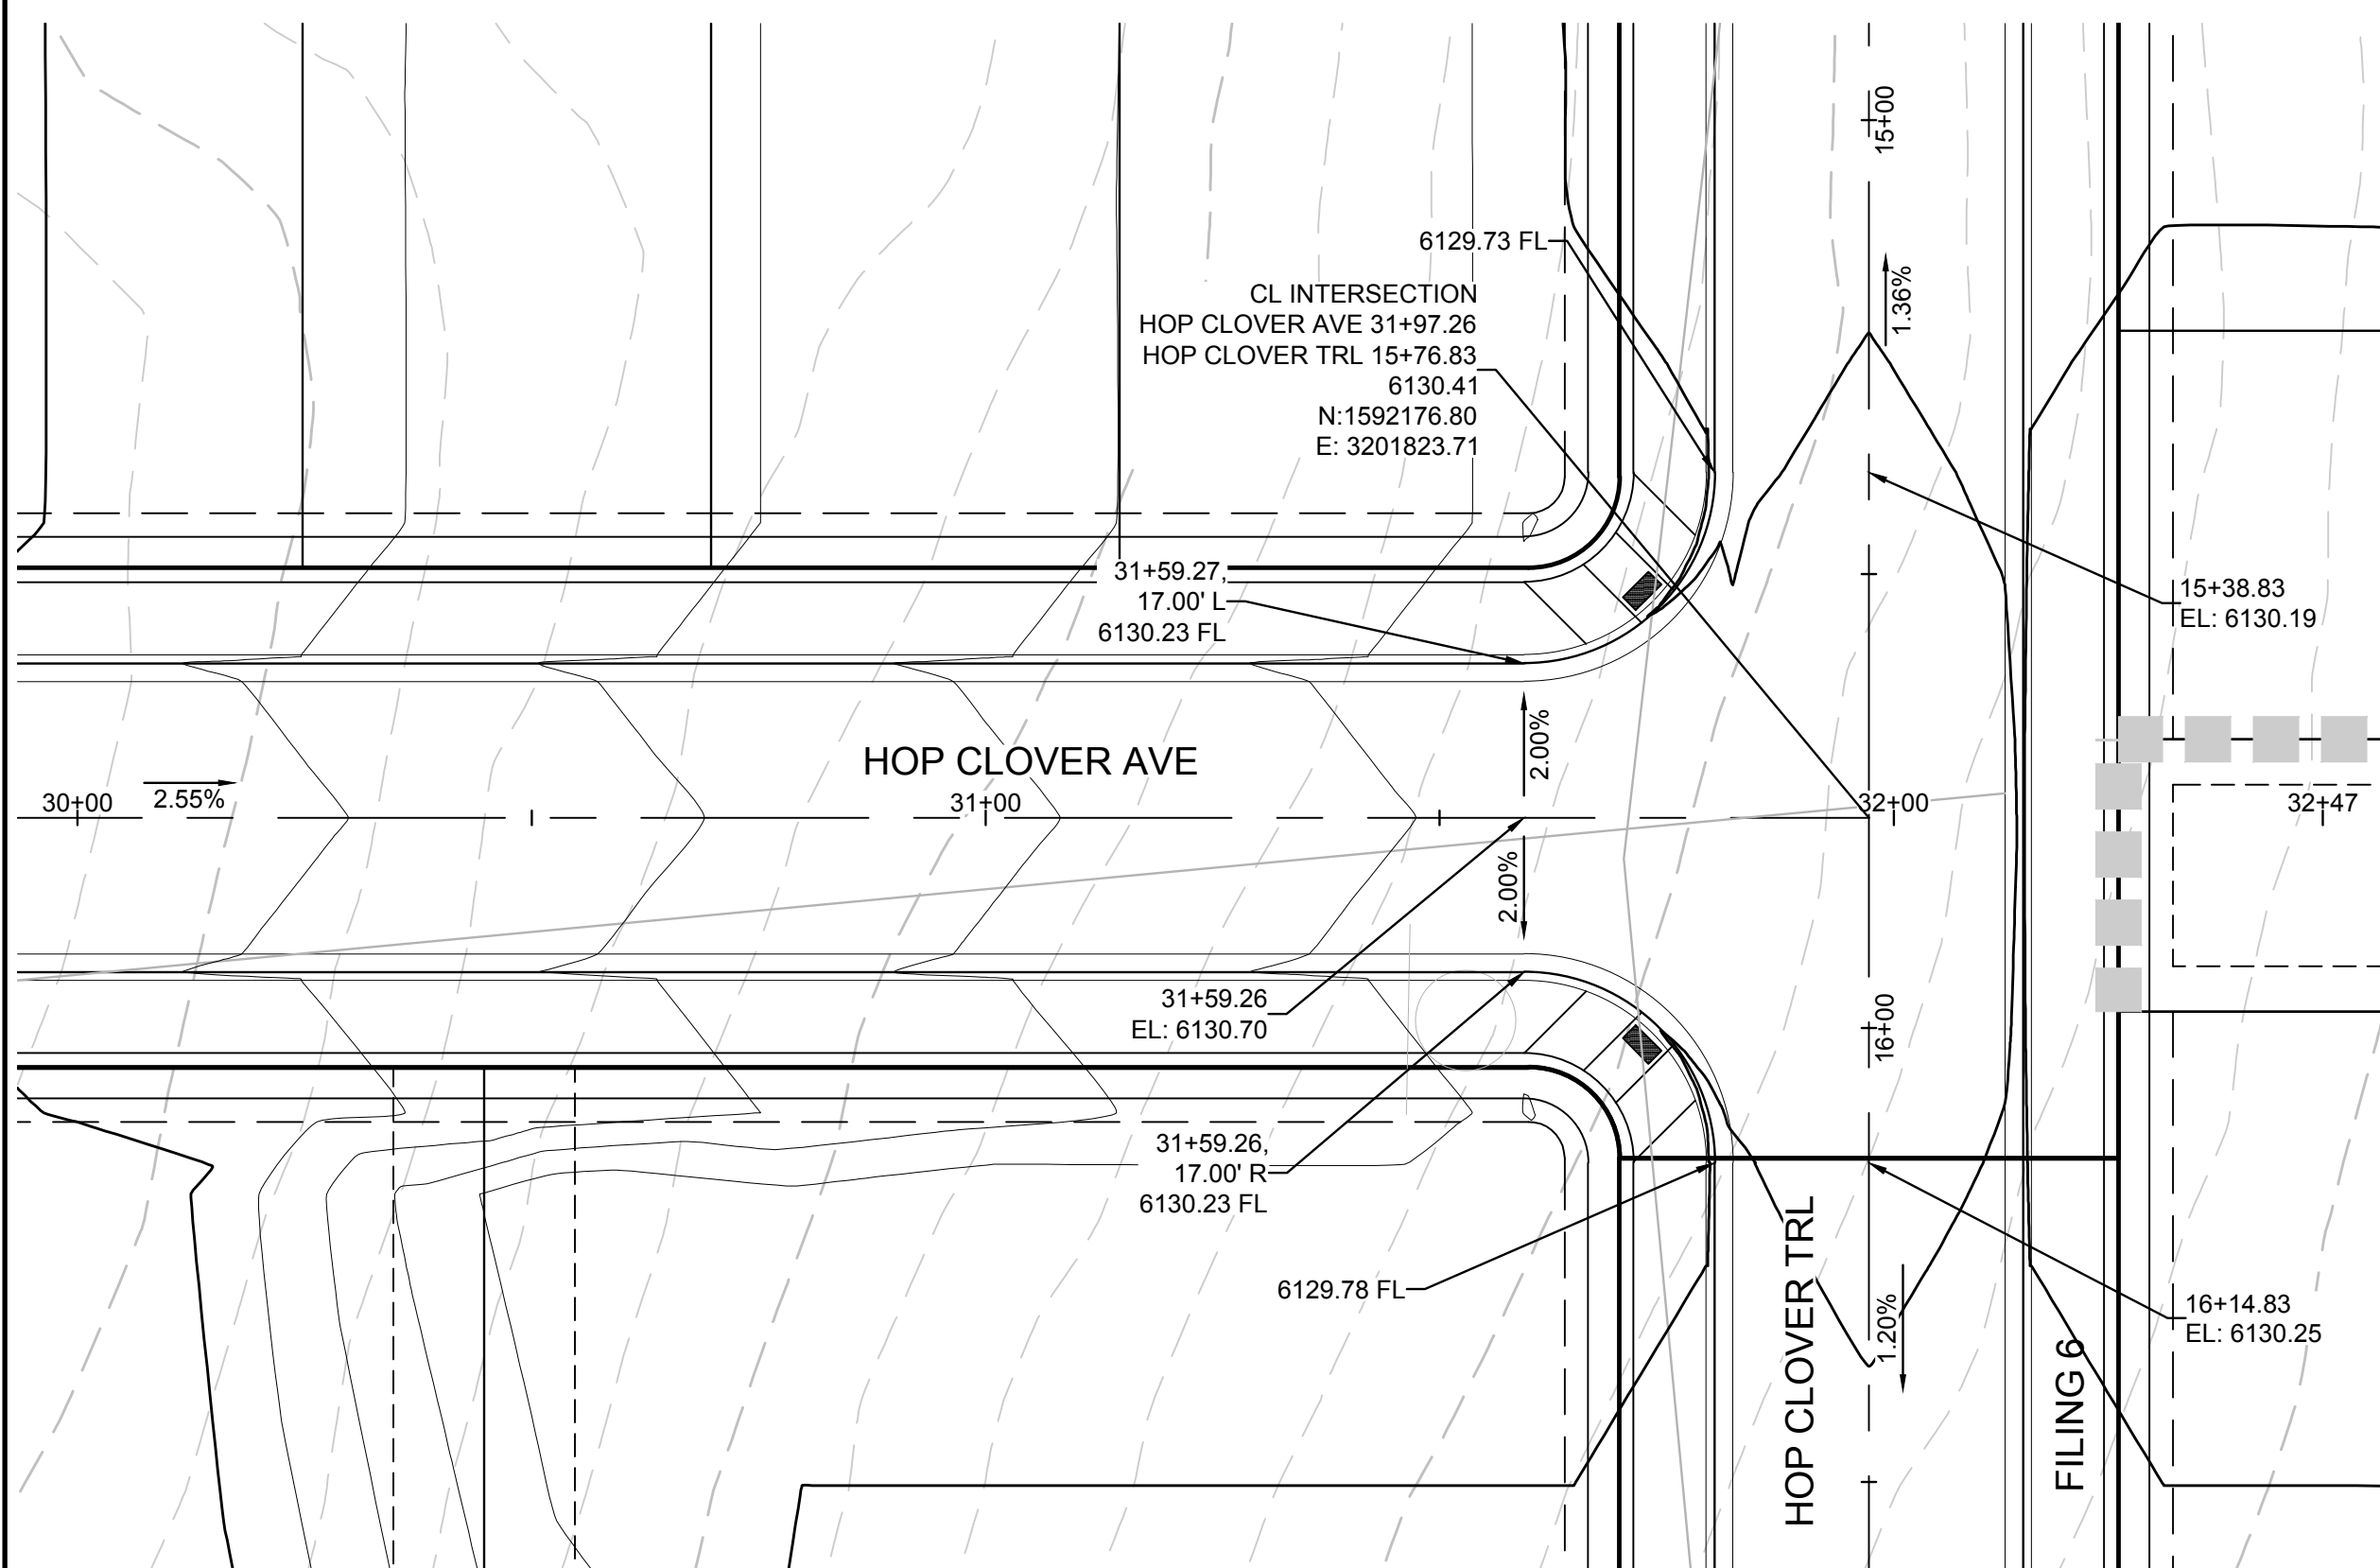 15+00
6129.73 FL
1.36%
CL INTERSECTION
HOP CLOVER AVE 31+97.26
HOP CLOVER TRL 15+76.83
6130.41
N:1592176.80
E: 3201823.71
31+59.27,
17.00' L
6130.23 FL
15+38.83
EL: 6130.19
2.00%
HOP CLOVER AVE
30+00
2.55%
31+00
32+00
32+47
2.00%
31+59.26
EL: 6130.70
16+00
31+59.26,
17.00' R
6130.23 FL
6129.78 FL
HOP CLOVER TRL
1.20%
16+14.83
EL: 6130.25
FILING 6